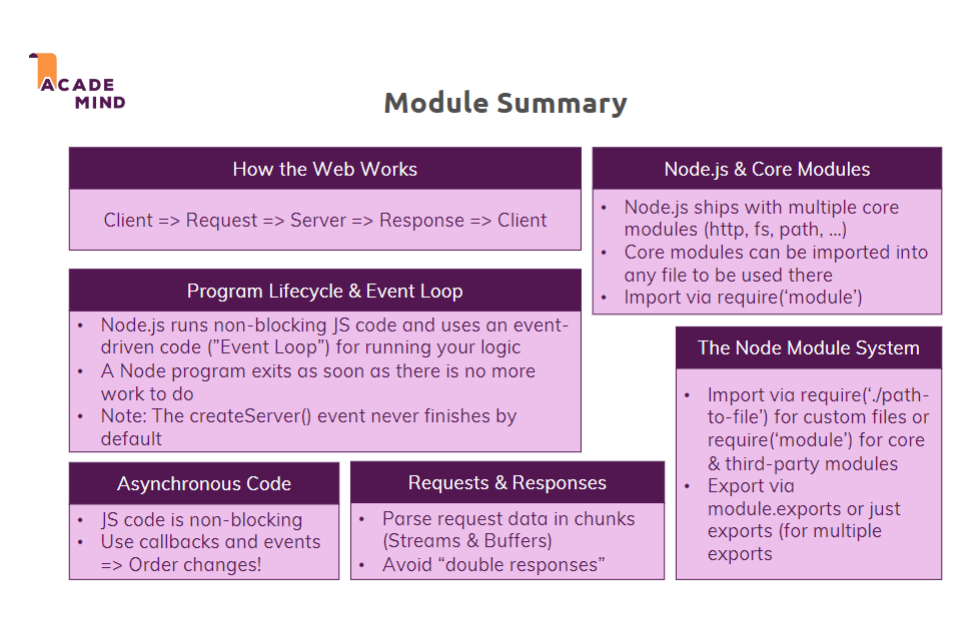 ACADE
MIND
Module Summary
How the Web Works
Client => Request => Server => Response => Client
Node.js & Core Modules
• Node.js ships with multiple core
modules (http, fs, path, …)
• Core modules can be imported into
any file to be used there
• Import via require(‘module’)
Program Lifecycle & Event Loop
• Node.js runs non-blocking JS code and uses an event-
driven code (”Event Loop”) for running your logic
• A Node program exits as soon as there is no more
work to do
• Note: The createServer() event never finishes by
default
The Node Module System
• Import via require(‘./path-
to-file’) for custom files or
require(‘module’) for core
& third-party modules
• Export via
module.exports or just
exports (for multiple
exports
Asynchronous Code
• JS code is non-blocking
• Use callbacks and events
=> Order changes!
Requests & Responses
• Parse request data in chunks
(Streams & Buffers)
• Avoid “double responses”